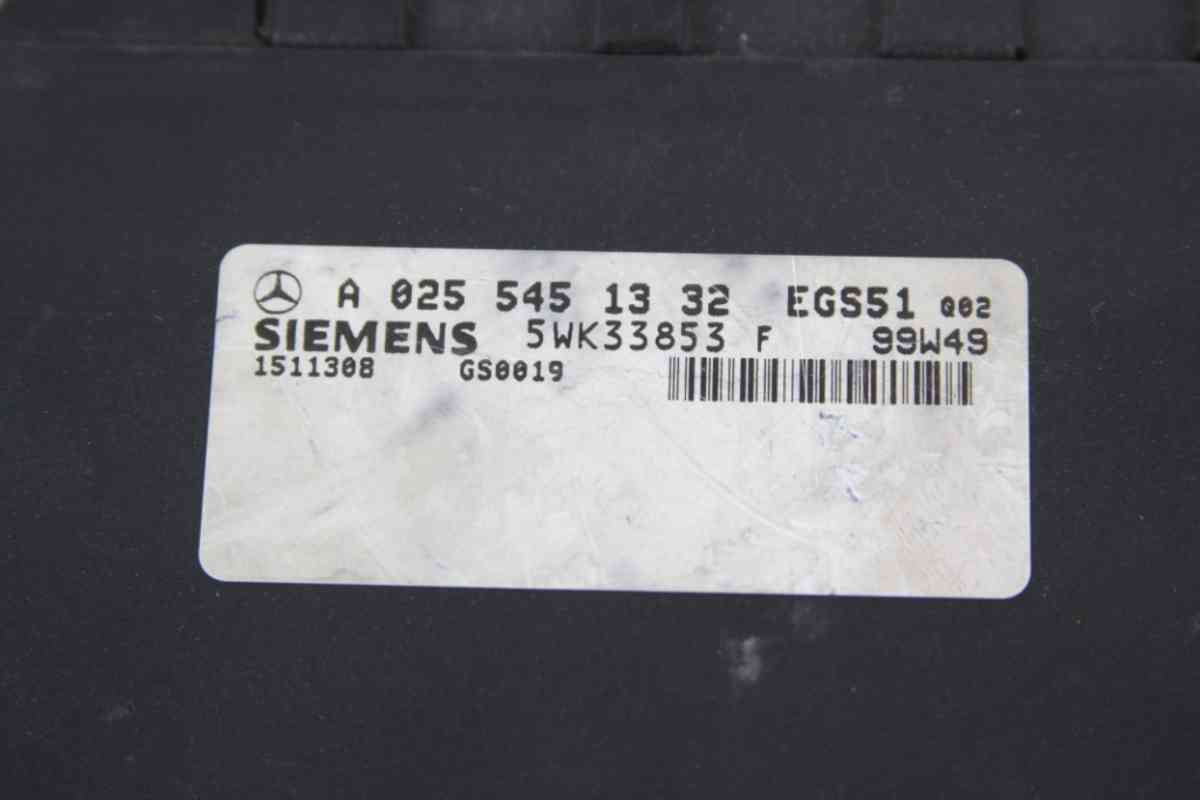 A 025 545 13 32 EGS51 Q02
SIEMENS 5WK33853 F 99W49
1511308 GS0019